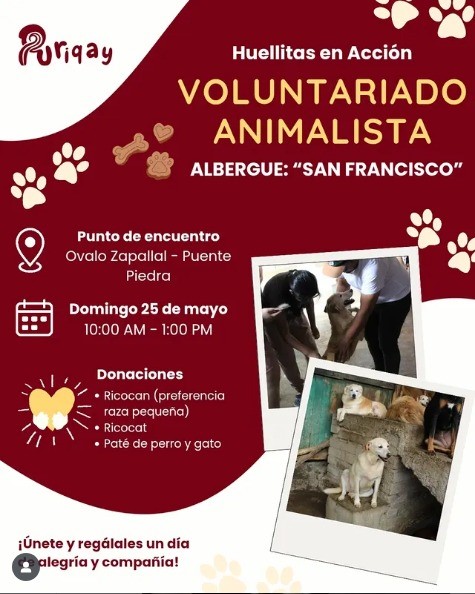 Puriqay
Huellitas en Acción
VOLUNTARIADO
ANIMALISTA
ALBERGUE: “SAN FRANCISCO”
Punto de encuentro
Ovalo Zapallal - Puente
Piedra
Domingo 25 de mayo
10:00 AM - 1:00 PM
Donaciones
• Ricocan (preferencia
raza pequeña)
• Ricocat
• Paté de perro y gato
¡Únete y regálales un día
de alegría y compañía!